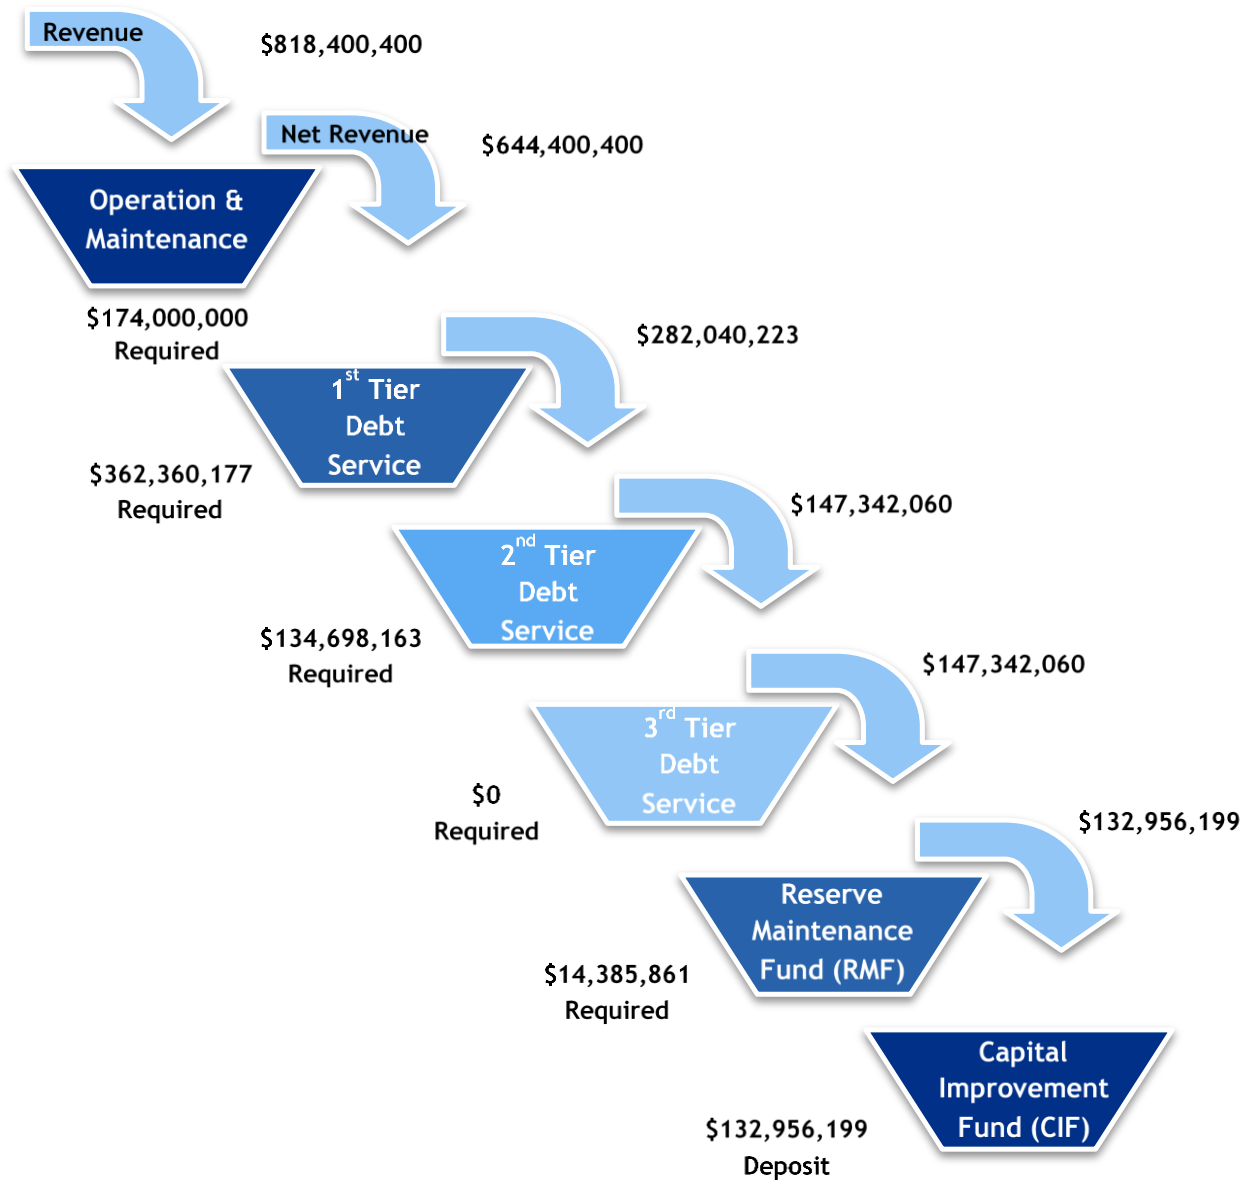 Revenue
$818,400,400
Net Revenue
$644,400,400
Operation &
Maintenance
$174,000,000
Required
$282,040,223
1st Tier
Debt
Service
$362,360,177
Required
$147,342,060
2nd Tier
Debt
Service
$134,698,163
Required
$147,342,060
3rd Tier
Debt
Service
$0
Required
$132,956,199
Reserve
Maintenance
Fund (RMF)
$14,385,861
Required
Capital
Improvement
Fund (CIF)
$132,956,199
Deposit